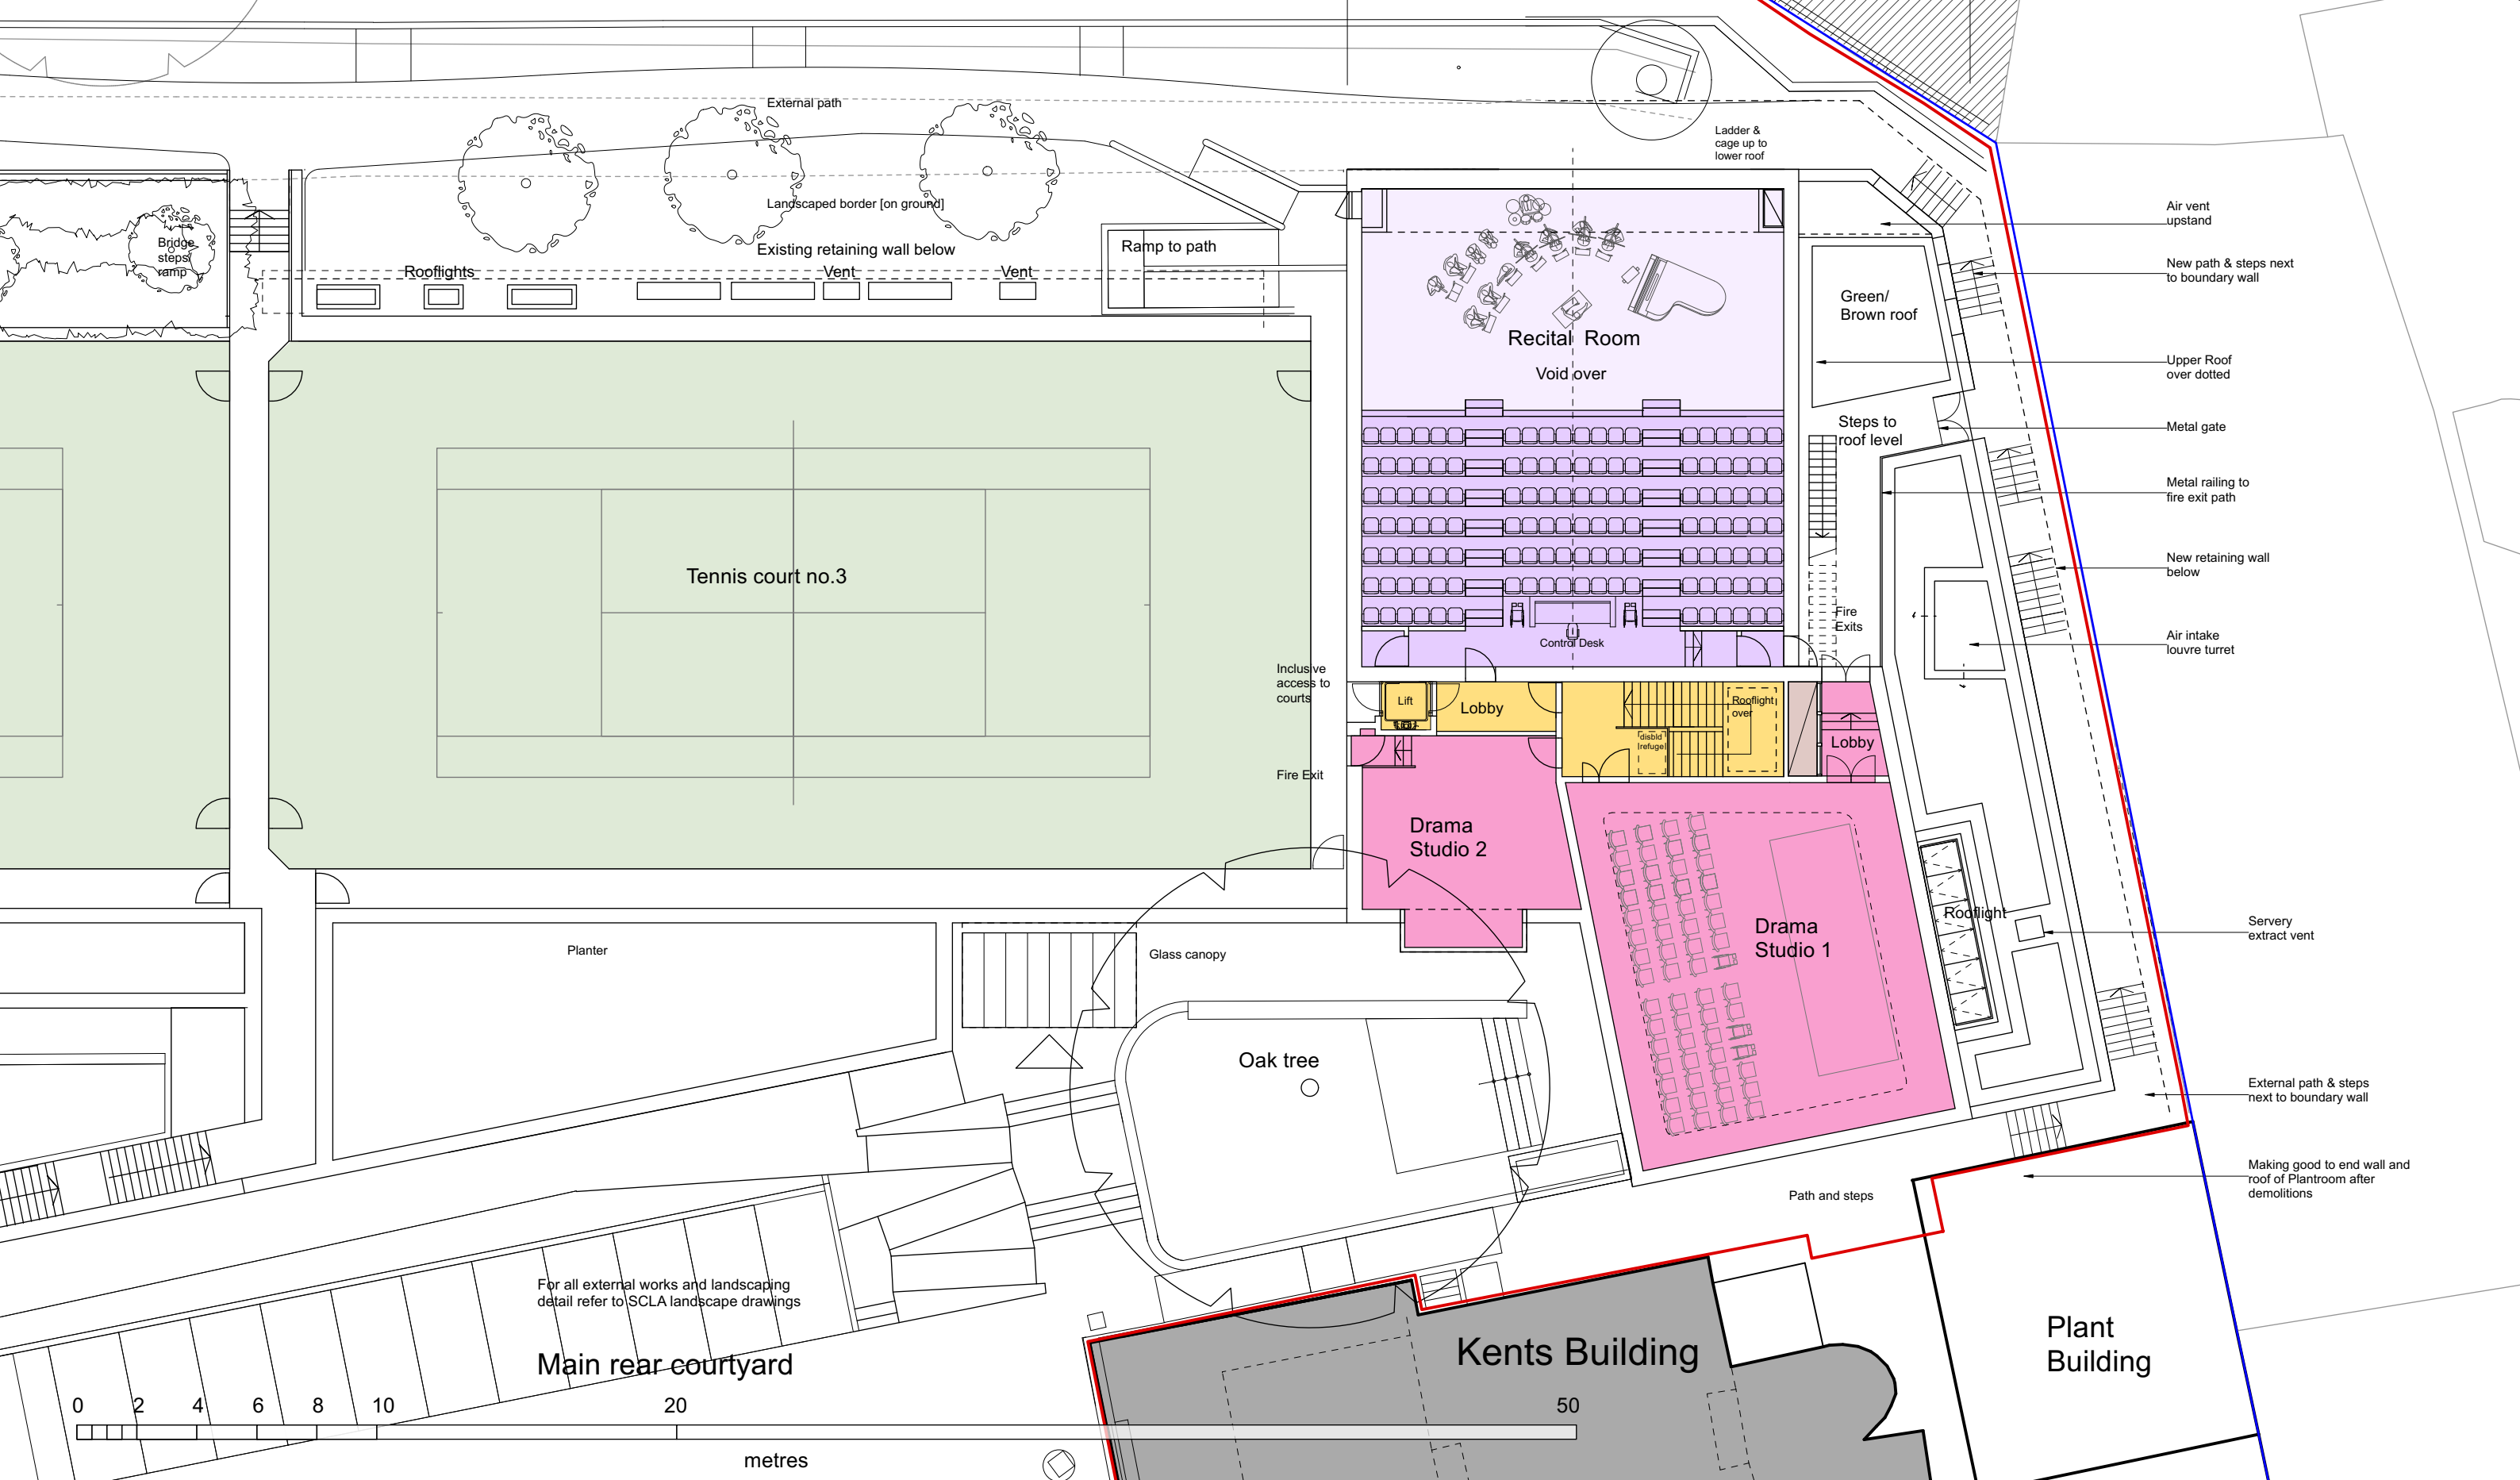 External path
Ladder &
cage up to
lower roof
Landscaped border [on ground]
Existing retaining wall below
Bridge
steps/
ramp
Rooflights
Vent
Vent
Ramp to path
Air vent
upstand
New path & steps next
to boundary wall
Green/
Brown roof
Recital Room
Void over
Upper Roof
over dotted
Steps to
roof level
Metal gate
Metal railing to
fire exit path
Tennis court no.3
New retaining wall
below
Fire
Exits
Control Desk
Air intake
louvre turret
Inclusive
access to
courts
Lift
Lobby
Rooflight
over
disbld
refuge
Lobby
Fire Exit
Drama
Studio 2
Drama
Studio 1
Rooflight
Servery
extract vent
Planter
Glass canopy
Oak tree
External path & steps
next to boundary wall
Making good to end wall and
roof of Plantroom after
demolitions
Path and steps
For all external works and landscaping
detail refer to SCLA landscape drawings
Main rear courtyard
Kents Building
Plant
Building
0 2 4 6 8 10 20 50
metres